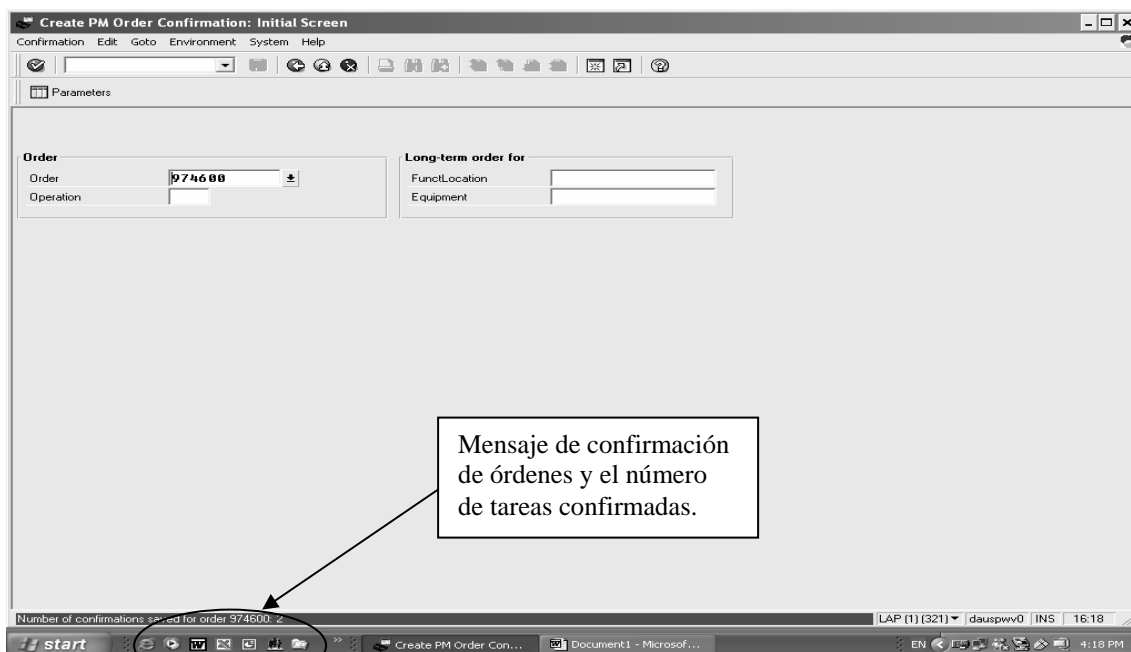 Create PM Order Confirmation: Initial Screen
Confirmation Edit Goto Environment System Help
Parameters
Order
Order 974600
Operation
Long-term order for
FunctLocation
Equipment
Mensaje de confirmación
de órdenes y el número
de tareas confirmadas.
Number of confirmations saved for order 974600: 2
LAP (1) (321) dauspwv0 INS 16:18
start
Create PM Order Con...
Document1 - Microsof...
EN
4:18 PM